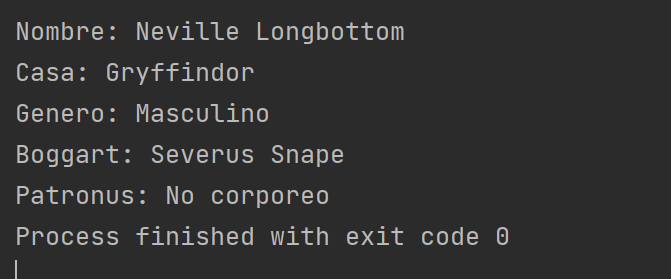 Nombre: Neville Longbottom
Casa: Gryffindor
Genero: Masculino
Boggart: Severus Snape
Patronus: No corporeo
Process finished with exit code 0